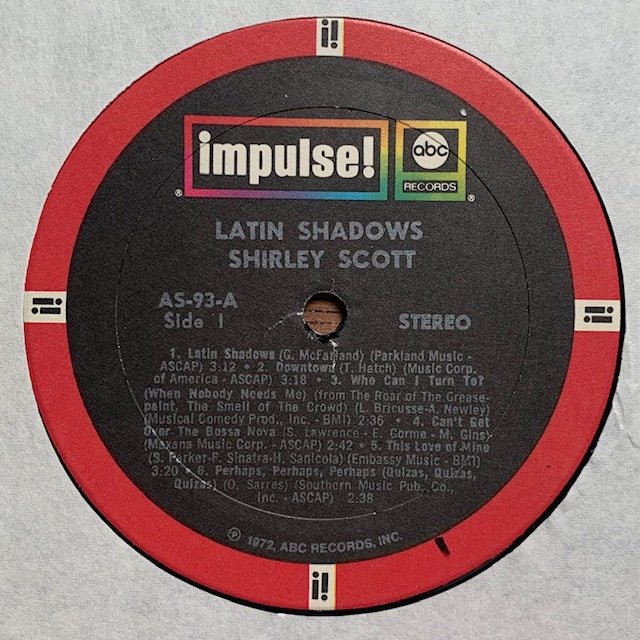 i!
impulse!
abc
RECORDS
®
®
LATIN SHADOWS
SHIRLEY SCOTT
AS-93-A
Side 1
STEREO
1. Latin Shadows (G. McFarland) (Parkland Music -
ASCAP) 3:12 • 2. Downtown (T. Hatch) (Music Corp.
of America - ASCAP) 3:18 • 3. Who Can I Turn To?
(When Nobody Needs Me) (from The Roar of The Grease-
paint, The Smell of The Crowd) (L. Bricusse-A. Newley)
(Musical Comedy Prod., Inc. - BMI) 2:36 • 4. Can't Get
Over The Bossa Nova (S. Lawrence - E. Gorme - M. Gins)
(Maxana Music Corp. - ASCAP) 2:42 • 5. This Love of Mine
(S. Parker-F. Sinatra-H. Sanicola) (Embassy Music - BMI)
3:20 • 6. Perhaps, Perhaps, Perhaps (Quizas, Quizas,
Quizas) (O. Sarres) (Southern Music Pub. Co.,
Inc. - ASCAP) 2:38
℗ 1972, ABC RECORDS, INC.
i!
i!
i!